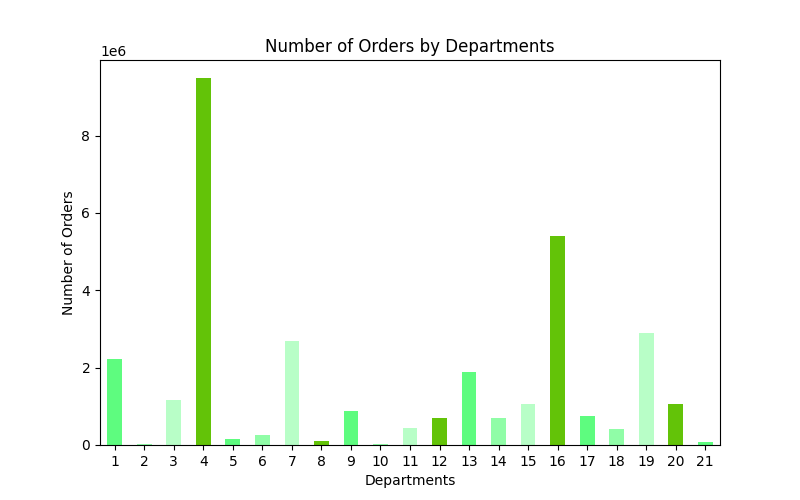 Number of Orders by Departments
1e6
8
6
4
2
0
Number of Orders
1 2 3 4 5 6 7 8 9 10 11 12 13 14 15 16 17 18 19 20 21
Departments